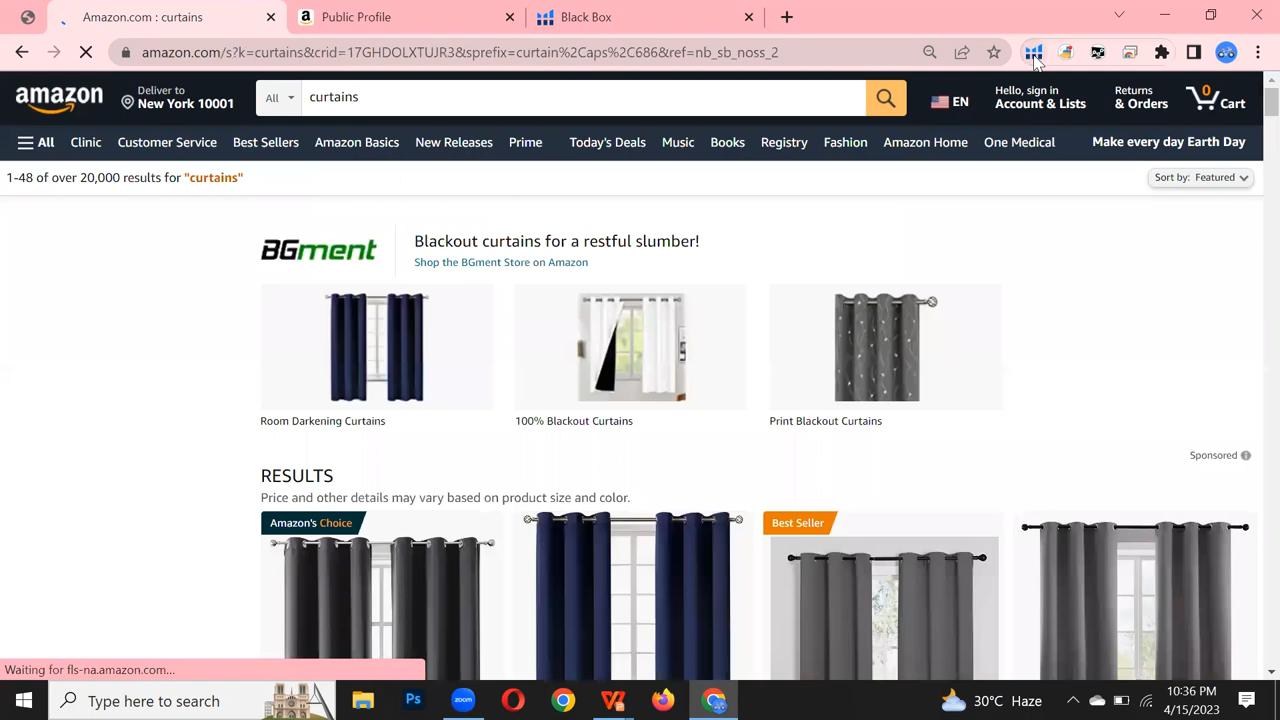 Amazon.com : curtains
Public Profile
Black Box
amazon.com/s?k=curtains&crid=17GHDOLXTUJR3&sprefix=curtain%2Caps%2C686&ref=nb_sb_noss_2
amazon
Deliver to
New York 10001
All
curtains
EN
Hello, sign in
Account & Lists
Returns
& Orders
0
Cart
All
Clinic
Customer Service
Best Sellers
Amazon Basics
New Releases
Prime
Today's Deals
Music
Books
Registry
Fashion
Amazon Home
One Medical
Make every day Earth Day
1-48 of over 20,000 results for "curtains"
Sort by: Featured
BGment
Blackout curtains for a restful slumber!
Shop the BGment Store on Amazon
Room Darkening Curtains
100% Blackout Curtains
Print Blackout Curtains
Sponsored
RESULTS
Price and other details may vary based on product size and color.
Amazon's Choice
Best Seller
Waiting for fls-na.amazon.com...
Type here to search
Ps
zoom
30°C Haze
10:36 PM
4/15/2023